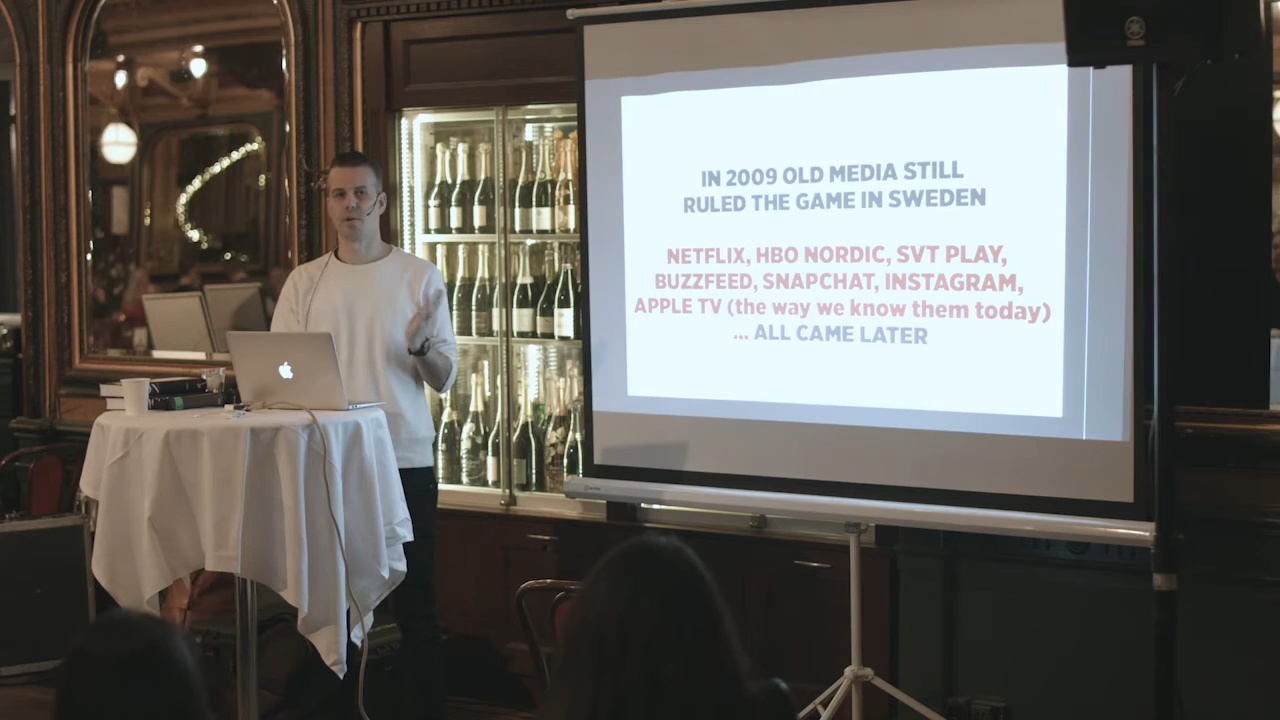 IN 2009 OLD MEDIA STILL
RULED THE GAME IN SWEDEN
NETFLIX, HBO NORDIC, SVT PLAY,
BUZZFEED, SNAPCHAT, INSTAGRAM,
APPLE TV (the way we know them today)
... ALL CAME LATER